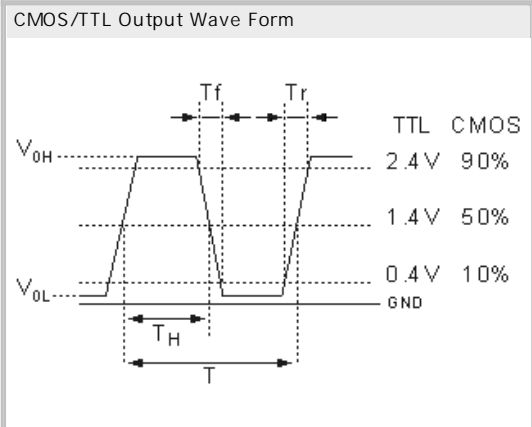 CMOS/TTL Output Wave Form
Tf Tr
TTL CMOS
V0H 2.4V 90%
1.4V 50%
0.4V 10%
V0L GND
TH
T